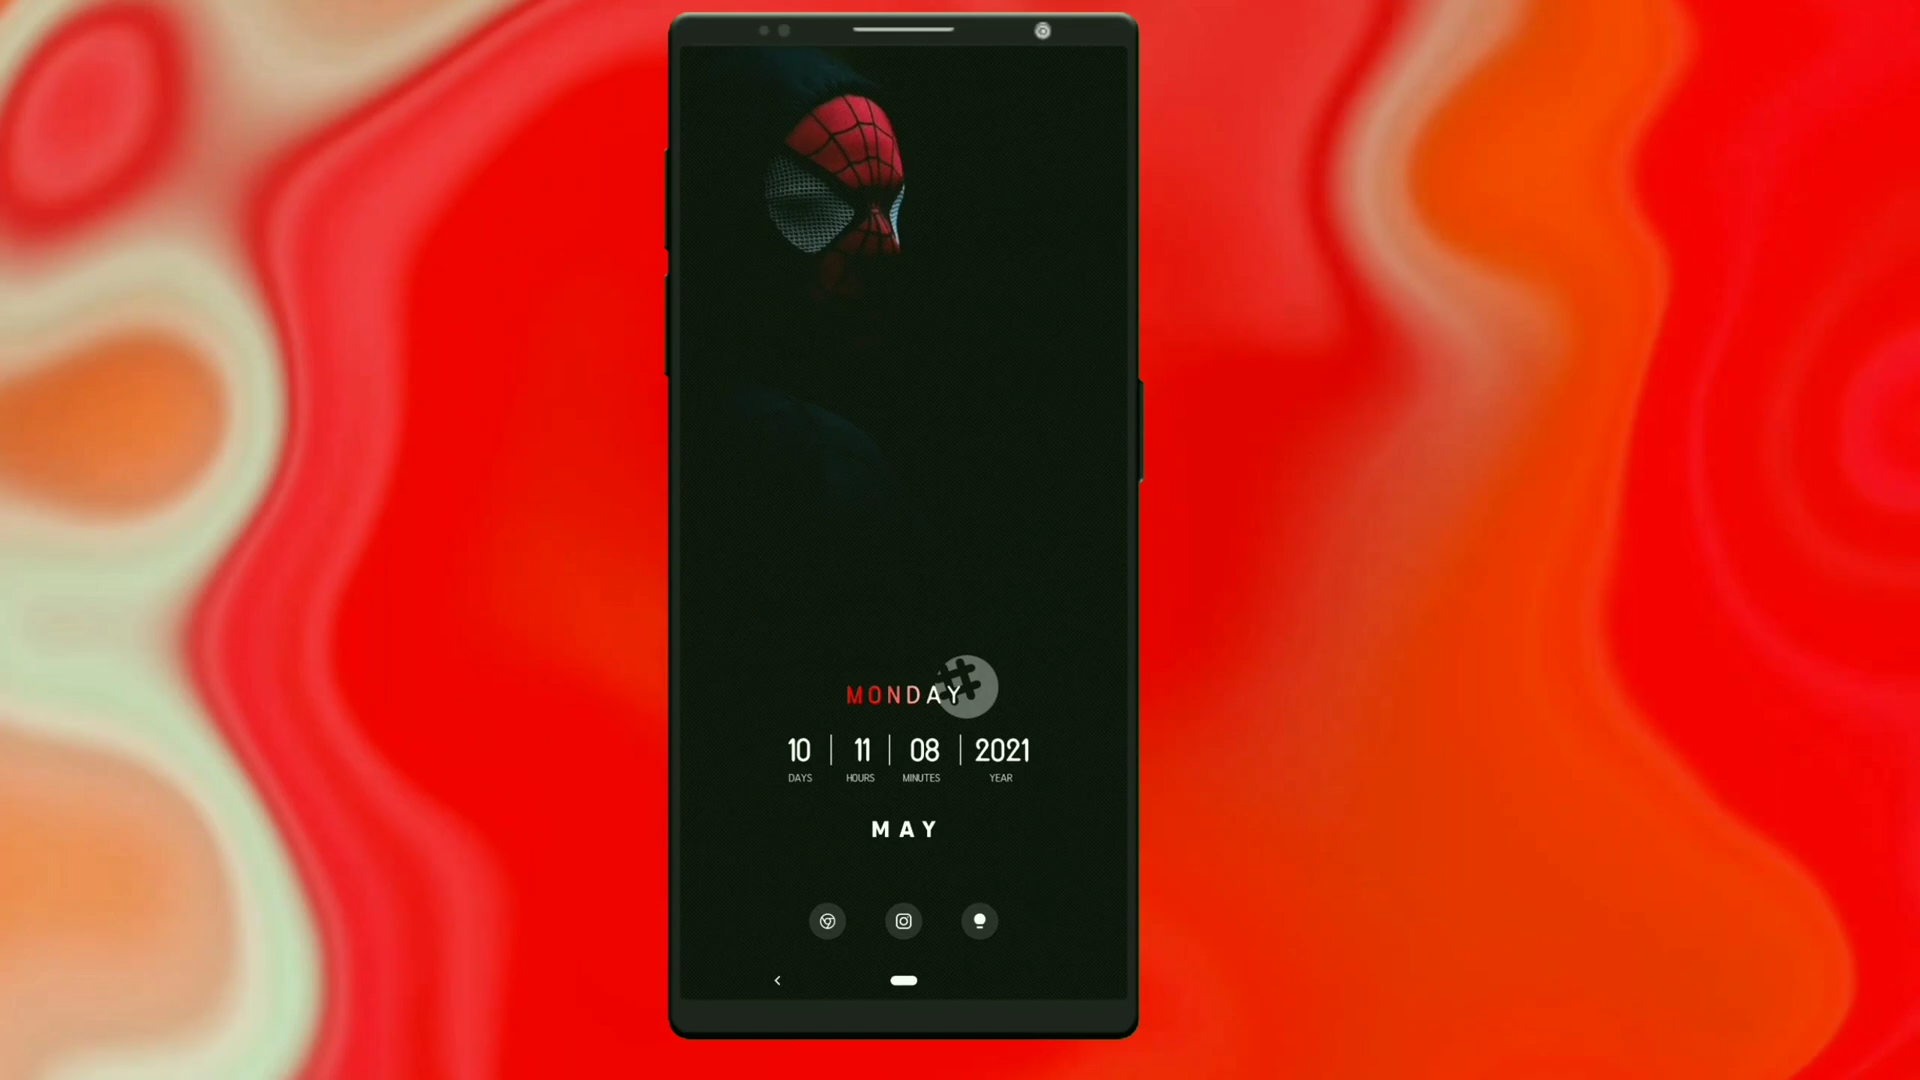 MONDAY
10 | 11 | 08 | 2021
DAYS HOURS MINUTES YEAR
MAY